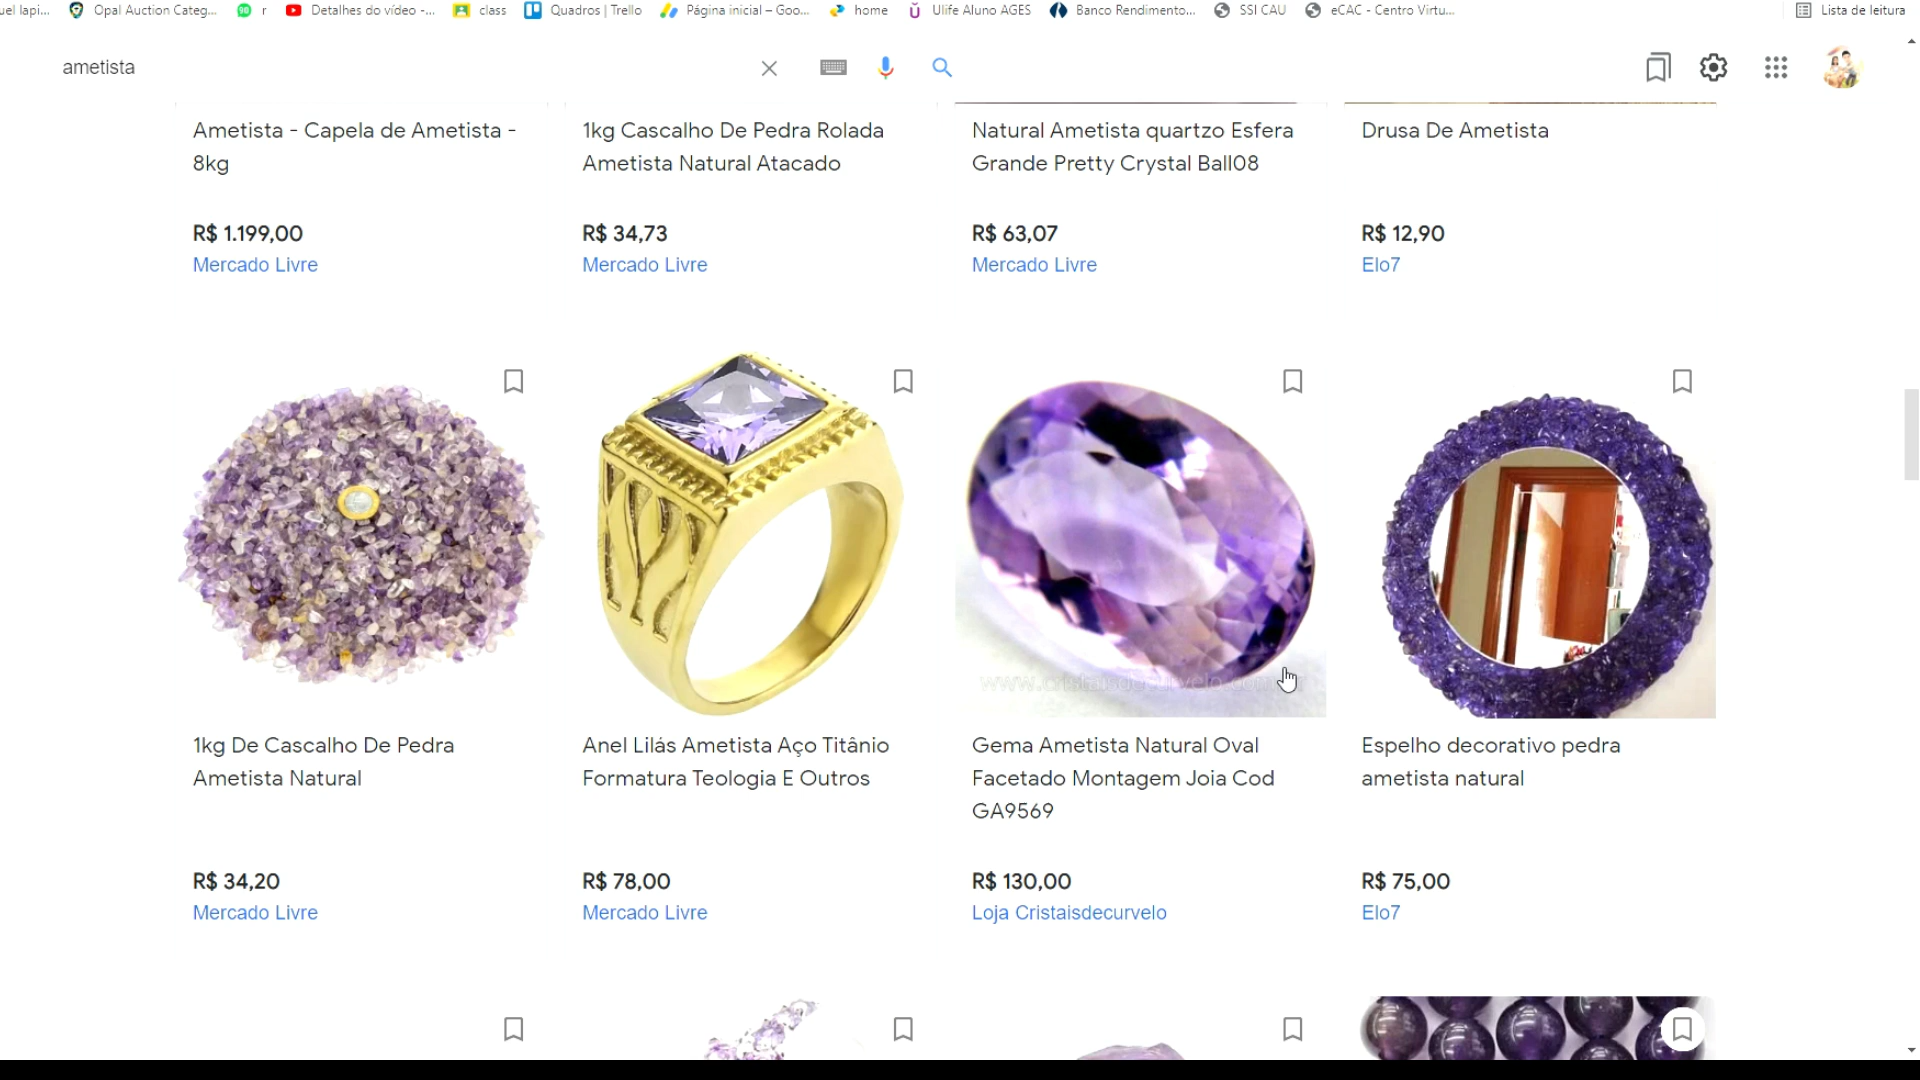 uel lapi...
Opal Auction Categ...
r
Detalhes do vídeo -...
class
Quadros | Trello
Página inicial – Goo...
home
Ulife Aluno AGES
Banco Rendimento...
SSI CAU
eCAC - Centro Virtu...
Lista de leitura
ametista
Ametista - Capela de Ametista -
8kg
R$ 1.199,00
Mercado Livre
1kg Cascalho De Pedra Rolada
Ametista Natural Atacado
R$ 34,73
Mercado Livre
Natural Ametista quartzo Esfera
Grande Pretty Crystal Ball08
R$ 63,07
Mercado Livre
Drusa De Ametista
R$ 12,90
Elo7
1kg De Cascalho De Pedra
Ametista Natural
R$ 34,20
Mercado Livre
Anel Lilás Ametista Aço Titânio
Formatura Teologia E Outros
R$ 78,00
Mercado Livre
Gema Ametista Natural Oval
Facetado Montagem Joia Cod
GA9569
R$ 130,00
Loja Cristaisdecurvelo
Espelho decorativo pedra
ametista natural
R$ 75,00
Elo7